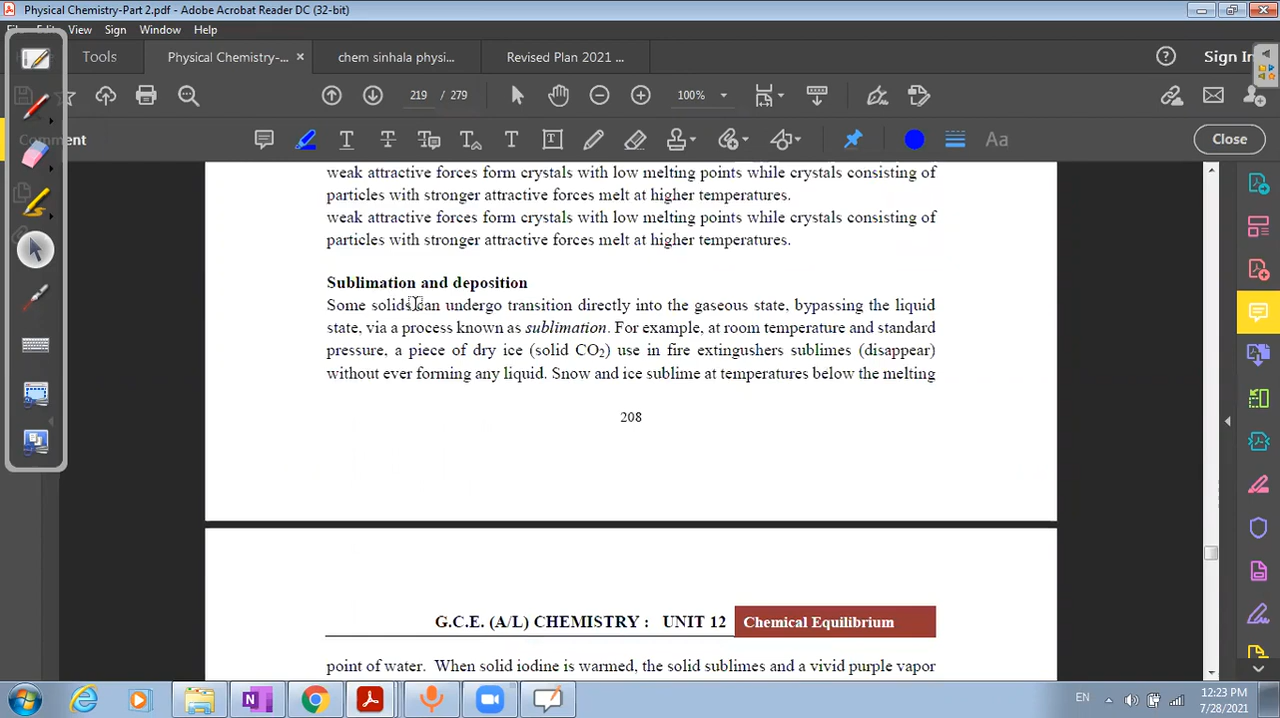 Physical Chemistry-Part 2.pdf - Adobe Acrobat Reader DC (32-bit)
View Sign Window Help
Tools Physical Chemistry-... × chem sinhala physi... Revised Plan 2021 ... Sign In
219 / 279 100%
Comment Close
weak attractive forces form crystals with low melting points while crystals consisting of
particles with stronger attractive forces melt at higher temperatures.
weak attractive forces form crystals with low melting points while crystals consisting of
particles with stronger attractive forces melt at higher temperatures.
Sublimation and deposition
Some solids can undergo transition directly into the gaseous state, bypassing the liquid
state, via a process known as sublination. For example, at room temperature and standard
pressure, a piece of dry ice (solid CO2) use in fire extingushers sublimes (disappear)
without ever forming any liquid. Snow and ice sublime at temperatures below the melting
208
G.C.E. (A/L) CHEMISTRY : UNIT 12 Chemical Equilibrium
point of water. When solid iodine is warmed, the solid sublimes and a vivid purple vapor
EN 12:23 PM
7/28/2021